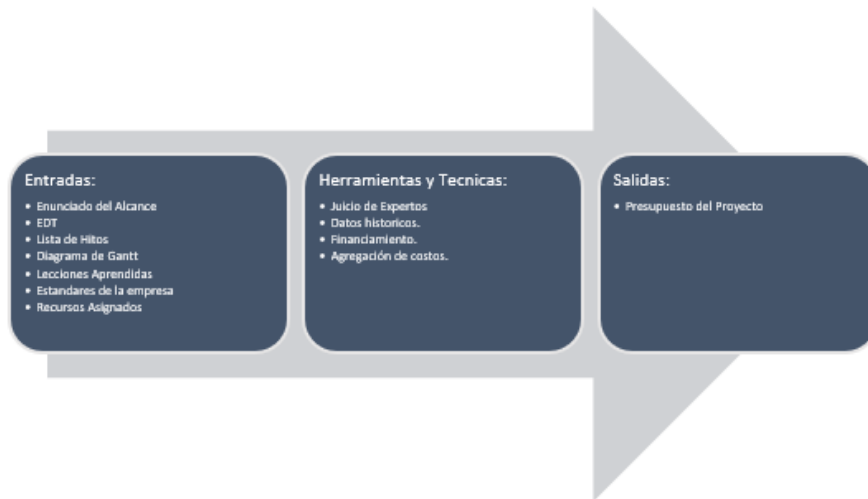 Entradas:
• Enunciado del Alcance
• EDT
• Lista de Hitos
• Diagrama de Gantt
• Lecciones Aprendidas
• Estandares de la empresa
• Recursos Asignados
Herramientas y Tecnicas:
• Juicio de Expertos
• Datos historicos.
• Financiamiento.
• Agregación de costos.
Salidas:
• Presupuesto del Proyecto